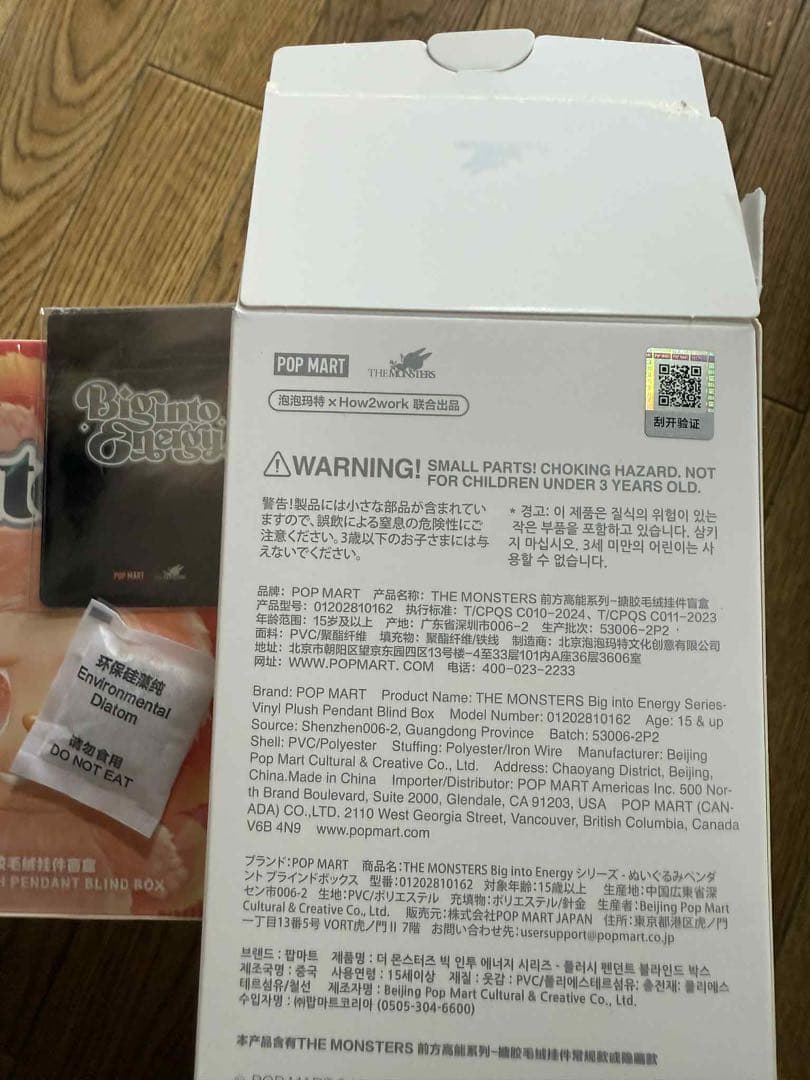 POP MART THE MONSTERS
泡泡玛特 × How2work 联合出品
刮开验证
WARNING! SMALL PARTS! CHOKING HAZARD. NOT
FOR CHILDREN UNDER 3 YEARS OLD.
警告!製品には小さな部品が含まれてい
ますので、誤飲による窒息の危険性にご
注意ください。3歳以下のお子さまには与
えないでください。
* 경고: 이 제품은 질식의 위험이 있는
작은 부품을 포함하고 있습니다. 삼키
지 마십시오. 3세 미만의 어린이는 사
용할 수 없습니다.
品牌: POP MART 产品名称: THE MONSTERS 前方高能系列-搪胶毛绒挂件盲盒
产品型号: 01202810162 执行标准: T/CPQS C010-2024、T/CPQS C011-2023
年龄范围: 15岁及以上 产地: 广东省深圳市006-2 生产批次: 53006-2P2
面料: PVC/聚酯纤维 填充物: 聚酯纤维/铁线 制造商: 北京泡泡玛特文化创意有限公司
地址: 北京市朝阳区望京东园四区13号楼-4至33层101内A座36层3606室
网址: WWW.POPMART.COM 电话: 400-023-2233
Brand: POP MART Product Name: THE MONSTERS Big into Energy Series-
Vinyl Plush Pendant Blind Box Model Number: 01202810162 Age: 15 & up
Source: Shenzhen006-2, Guangdong Province Batch: 53006-2P2
Shell: PVC/Polyester Stuffing: Polyester/Iron Wire Manufacturer: Beijing
Pop Mart Cultural & Creative Co., Ltd. Address: Chaoyang District, Beijing,
China.Made in China Importer/Distributor: POP MART Americas Inc. 500 Nor-
th Brand Boulevard, Suite 2000, Glendale, CA 91203, USA POP MART (CAN-
ADA) CO.,LTD. 2110 West Georgia Street, Vancouver, British Columbia, Canada
V6B 4N9 www.popmart.com
ブランド:POP MART 商品名:THE MONSTERS Big into Energy シリーズ - ぬいぐるみペンダ
ント ブラインドボックス 型番:01202810162 対象年齢:15歳以上 生産地:中国広東省深
セン市006-2 生地:PVC/ポリエステル 充填物:ポリエステル/針金 生産者:Beijing Pop Mart
Cultural & Creative Co., Ltd. 販売元:株式会社POP MART JAPAN 住所:東京都港区虎ノ門
一丁目13番5号 VORT虎ノ門II 7階 お問い合わせ先:usersupport@popmart.co.jp
브랜드 : 팝마트 제품명 : 더 몬스터즈 빅 인투 에너지 시리즈 - 플러시 펜던트 블라인드 박스
제조국명 : 중국 사용연령 : 15세이상 재질 : 옷감 : PVC/폴리에스테르섬유; 충전재: 폴리에스
테르섬유/철선 제조자명 : Beijing Pop Mart Cultural & Creative Co., Ltd.
수입자명 : ㈜팝마트코리아 (0505-304-6600)
本产品含有THE MONSTERS 前方高能系列-搪胶毛绒挂件常规款或隐藏款
Big into
Energy
POP MART
环保硅藻纯
Environmental
Diatom
请勿食用
DO NOT EAT
胶毛绒挂件盲盒
H PENDANT BLIND BOX